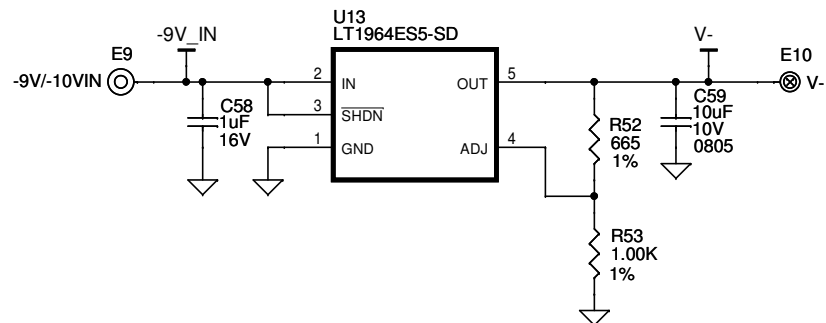 U13
LT1964ES5-SD
-9V_IN
V-
E9
E10
-9V/-10VIN
2
IN
OUT
5
V-
C58
1uF
16V
3
SHDN
R52
665
1%
C59
10uF
10V
0805
1
GND
ADJ
4
R53
1.00K
1%